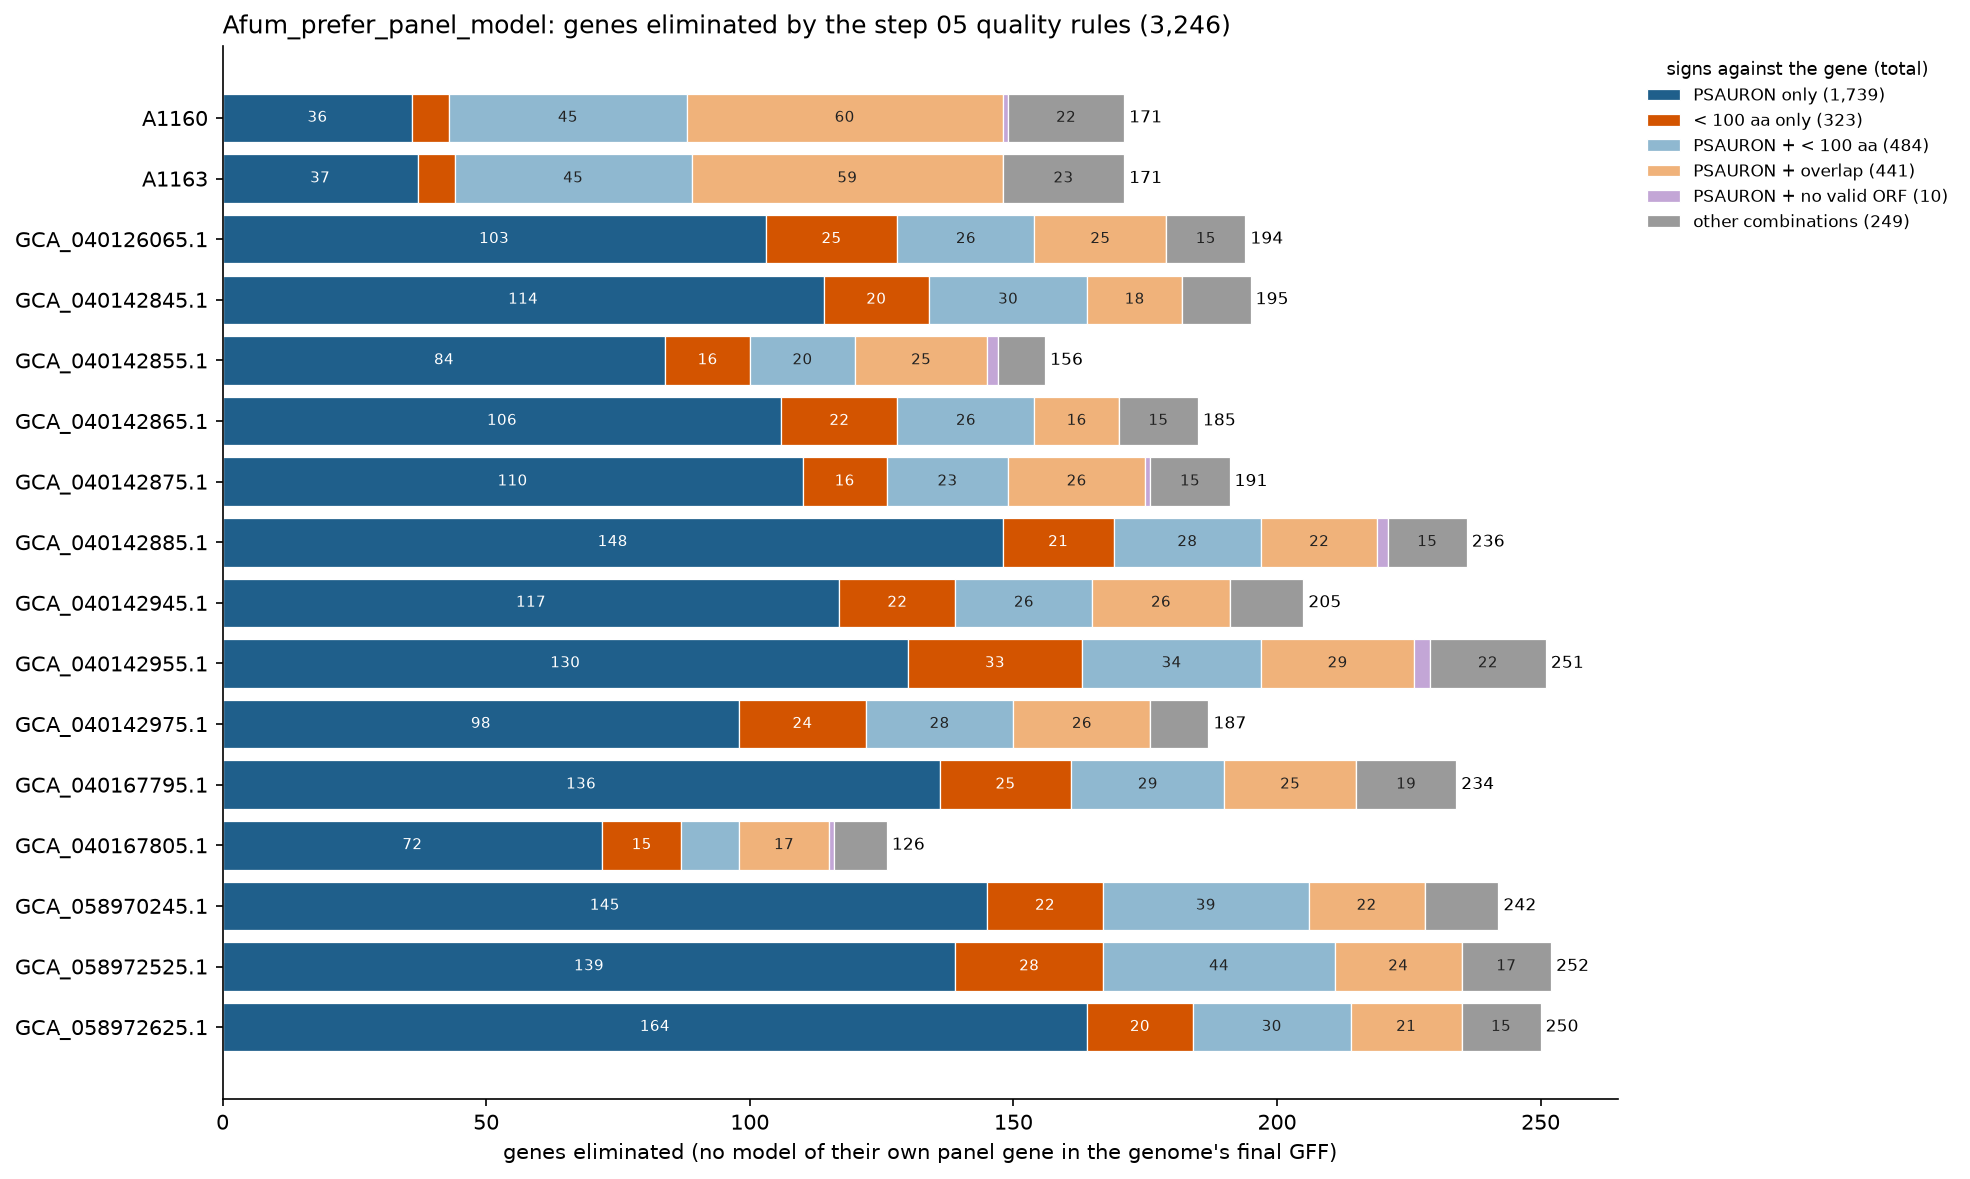 Afum_prefer_panel_model: genes eliminated by the step 05 quality rules (3,246)
signs against the gene (total)
PSAURON only (1,739)
< 100 aa only (323)
PSAURON + < 100 aa (484)
PSAURON + overlap (441)
PSAURON + no valid ORF (10)
other combinations (249)
A1160 36 45 60 22 171
A1163 37 45 59 23 171
GCA_040126065.1 103 25 26 25 15 194
GCA_040142845.1 114 20 30 18 195
GCA_040142855.1 84 16 20 25 156
GCA_040142865.1 106 22 26 16 15 185
GCA_040142875.1 110 16 23 26 15 191
GCA_040142885.1 148 21 28 22 15 236
GCA_040142945.1 117 22 26 26 205
GCA_040142955.1 130 33 34 29 22 251
GCA_040142975.1 98 24 28 26 187
GCA_040167795.1 136 25 29 25 19 234
GCA_040167805.1 72 15 17 126
GCA_058970245.1 145 22 39 22 242
GCA_058972525.1 139 28 44 24 17 252
GCA_058972625.1 164 20 30 21 15 250
0 50 100 150 200 250
genes eliminated (no model of their own panel gene in the genome's final GFF)